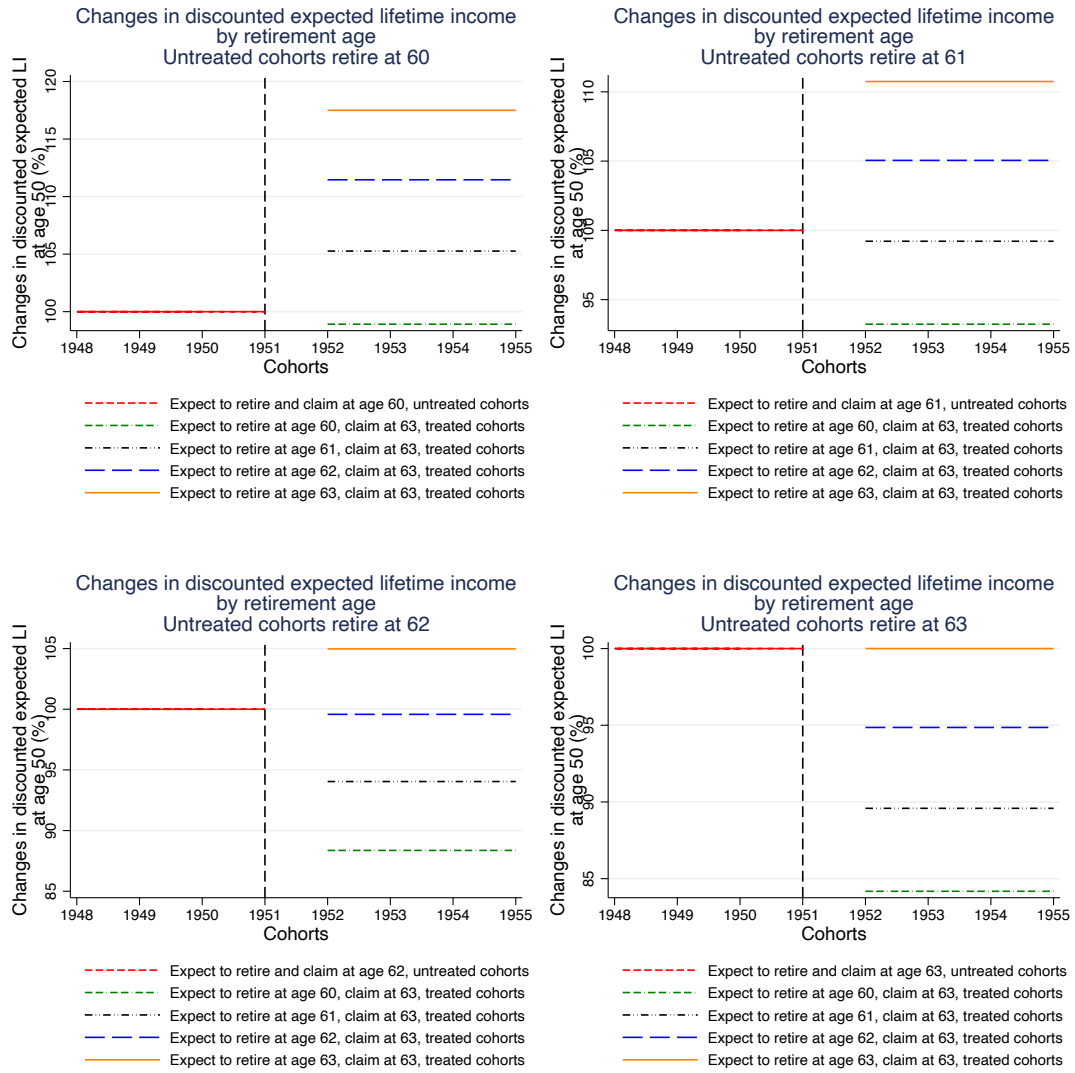 Changes in discounted expected lifetime income
by retirement age
Untreated cohorts retire at 60
Changes in discounted expected LI
at age 50 (%)
120
115
110
105
100
1948 1949 1950 1951 1952 1953 1954 1955
Cohorts
Expect to retire and claim at age 60, untreated cohorts
Expect to retire at age 60, claim at 63, treated cohorts
Expect to retire at age 61, claim at 63, treated cohorts
Expect to retire at age 62, claim at 63, treated cohorts
Expect to retire at age 63, claim at 63, treated cohorts
Changes in discounted expected lifetime income
by retirement age
Untreated cohorts retire at 61
Changes in discounted expected LI
at age 50 (%)
110
105
100
95
1948 1949 1950 1951 1952 1953 1954 1955
Cohorts
Expect to retire and claim at age 61, untreated cohorts
Expect to retire at age 60, claim at 63, treated cohorts
Expect to retire at age 61, claim at 63, treated cohorts
Expect to retire at age 62, claim at 63, treated cohorts
Expect to retire at age 63, claim at 63, treated cohorts
Changes in discounted expected lifetime income
by retirement age
Untreated cohorts retire at 62
Changes in discounted expected LI
at age 50 (%)
105
100
95
90
85
1948 1949 1950 1951 1952 1953 1954 1955
Cohorts
Expect to retire and claim at age 62, untreated cohorts
Expect to retire at age 60, claim at 63, treated cohorts
Expect to retire at age 61, claim at 63, treated cohorts
Expect to retire at age 62, claim at 63, treated cohorts
Expect to retire at age 63, claim at 63, treated cohorts
Changes in discounted expected lifetime income
by retirement age
Untreated cohorts retire at 63
Changes in discounted expected LI
at age 50 (%)
100
95
90
85
1948 1949 1950 1951 1952 1953 1954 1955
Cohorts
Expect to retire and claim at age 63, untreated cohorts
Expect to retire at age 60, claim at 63, treated cohorts
Expect to retire at age 61, claim at 63, treated cohorts
Expect to retire at age 62, claim at 63, treated cohorts
Expect to retire at age 63, claim at 63, treated cohorts